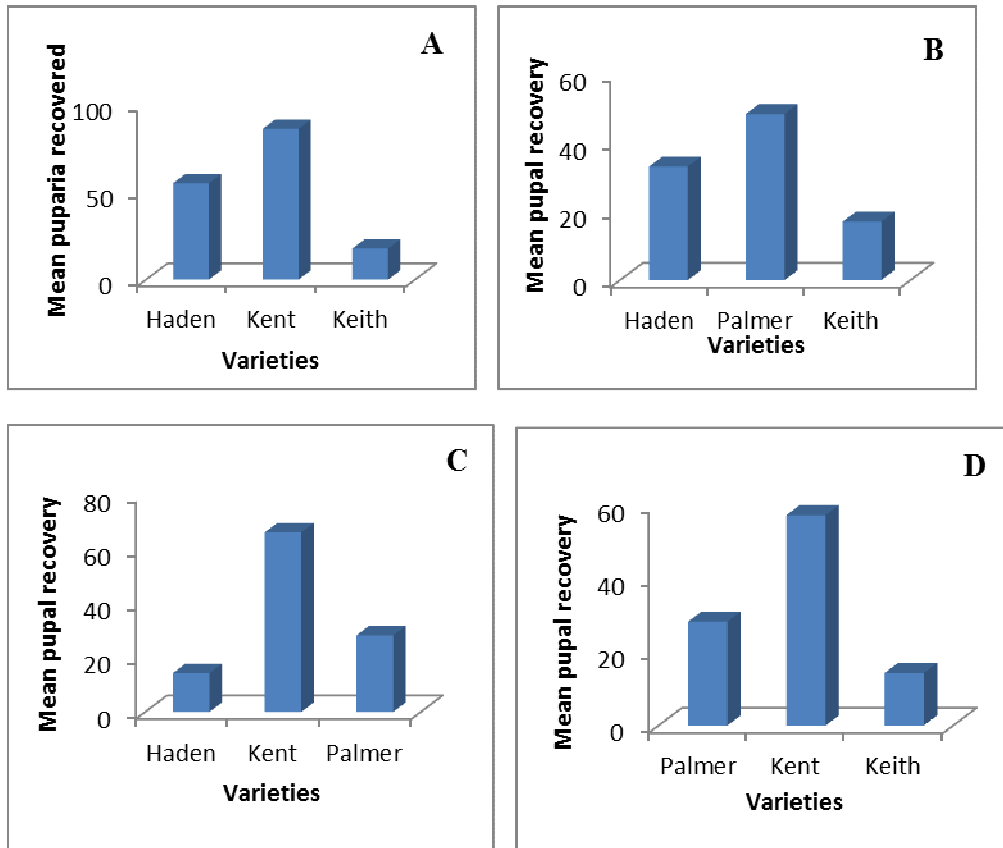 A
Mean puparia recovered
100
50
0
Haden Kent Keith
Varieties
B
Mean pupal recovery
60
40
20
0
Haden Palmer Keith
Varieties
C
Mean pupal recovery
80
60
40
20
0
Haden Kent Palmer
Varieties
D
Mean pupal recovery
60
40
20
0
Palmer Kent Keith
Varieties